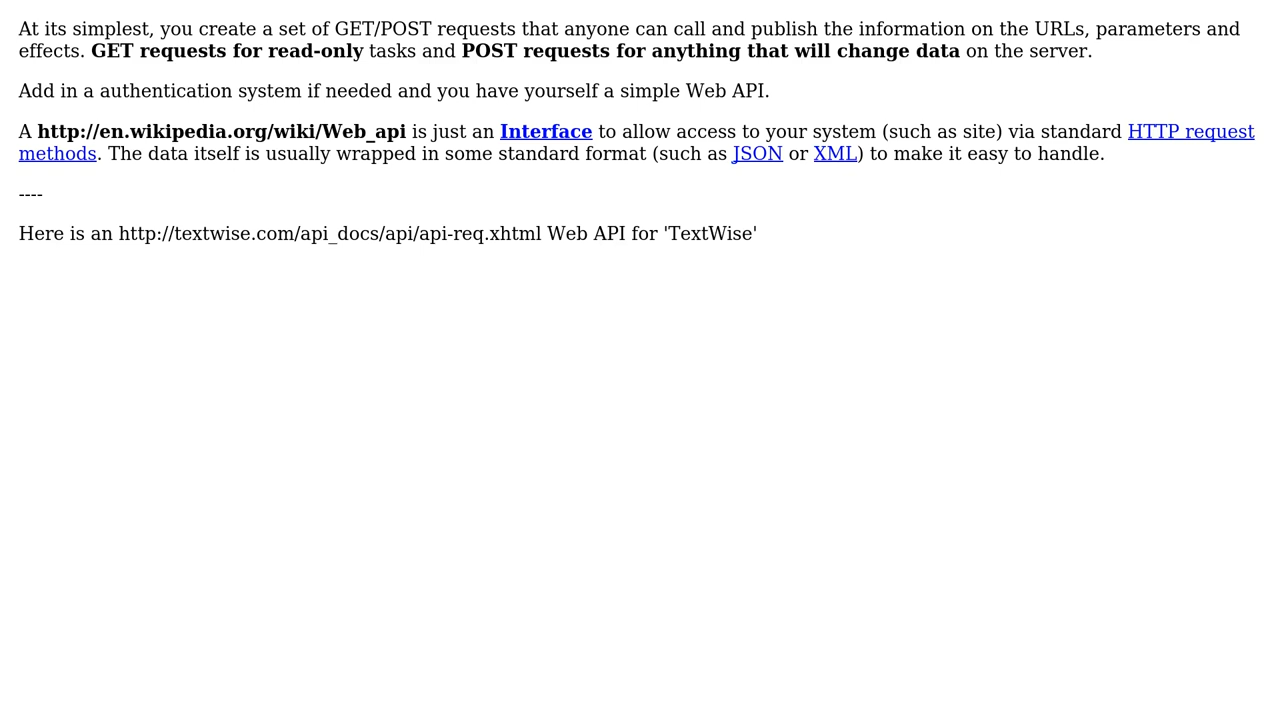 At its simplest, you create a set of GET/POST requests that anyone can call and publish the information on the URLs, parameters and
effects. GET requests for read-only tasks and POST requests for anything that will change data on the server.
Add in a authentication system if needed and you have yourself a simple Web API.
A http://en.wikipedia.org/wiki/Web_api is just an Interface to allow access to your system (such as site) via standard HTTP request
methods. The data itself is usually wrapped in some standard format (such as JSON or XML) to make it easy to handle.
----
Here is an http://textwise.com/api_docs/api/api-req.xhtml Web API for 'TextWise'